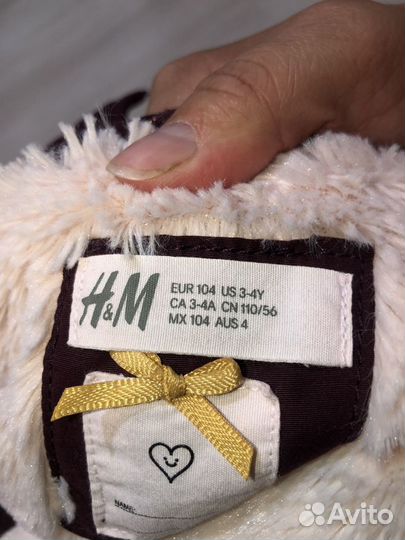 H&M
EUR 104 US 3-4Y
CA 3-4A CN 110/56
MX 104 AUS 4
NAME:
Avito